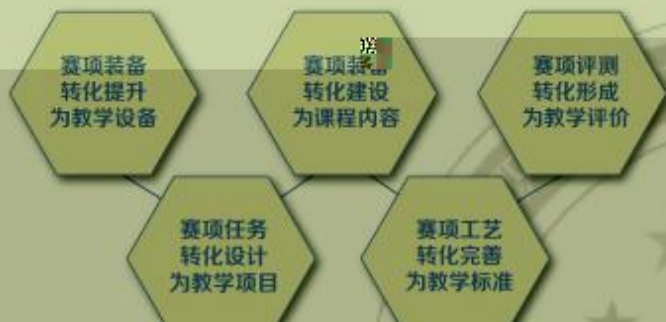 赛项装备
转化提升
为教学设备
赛项装
转化建设
为课程内容
赛项评测
转化形成
为教学评价
赛项任务
转化设计
为教学项目
赛项工艺
转化完善
为教学标准